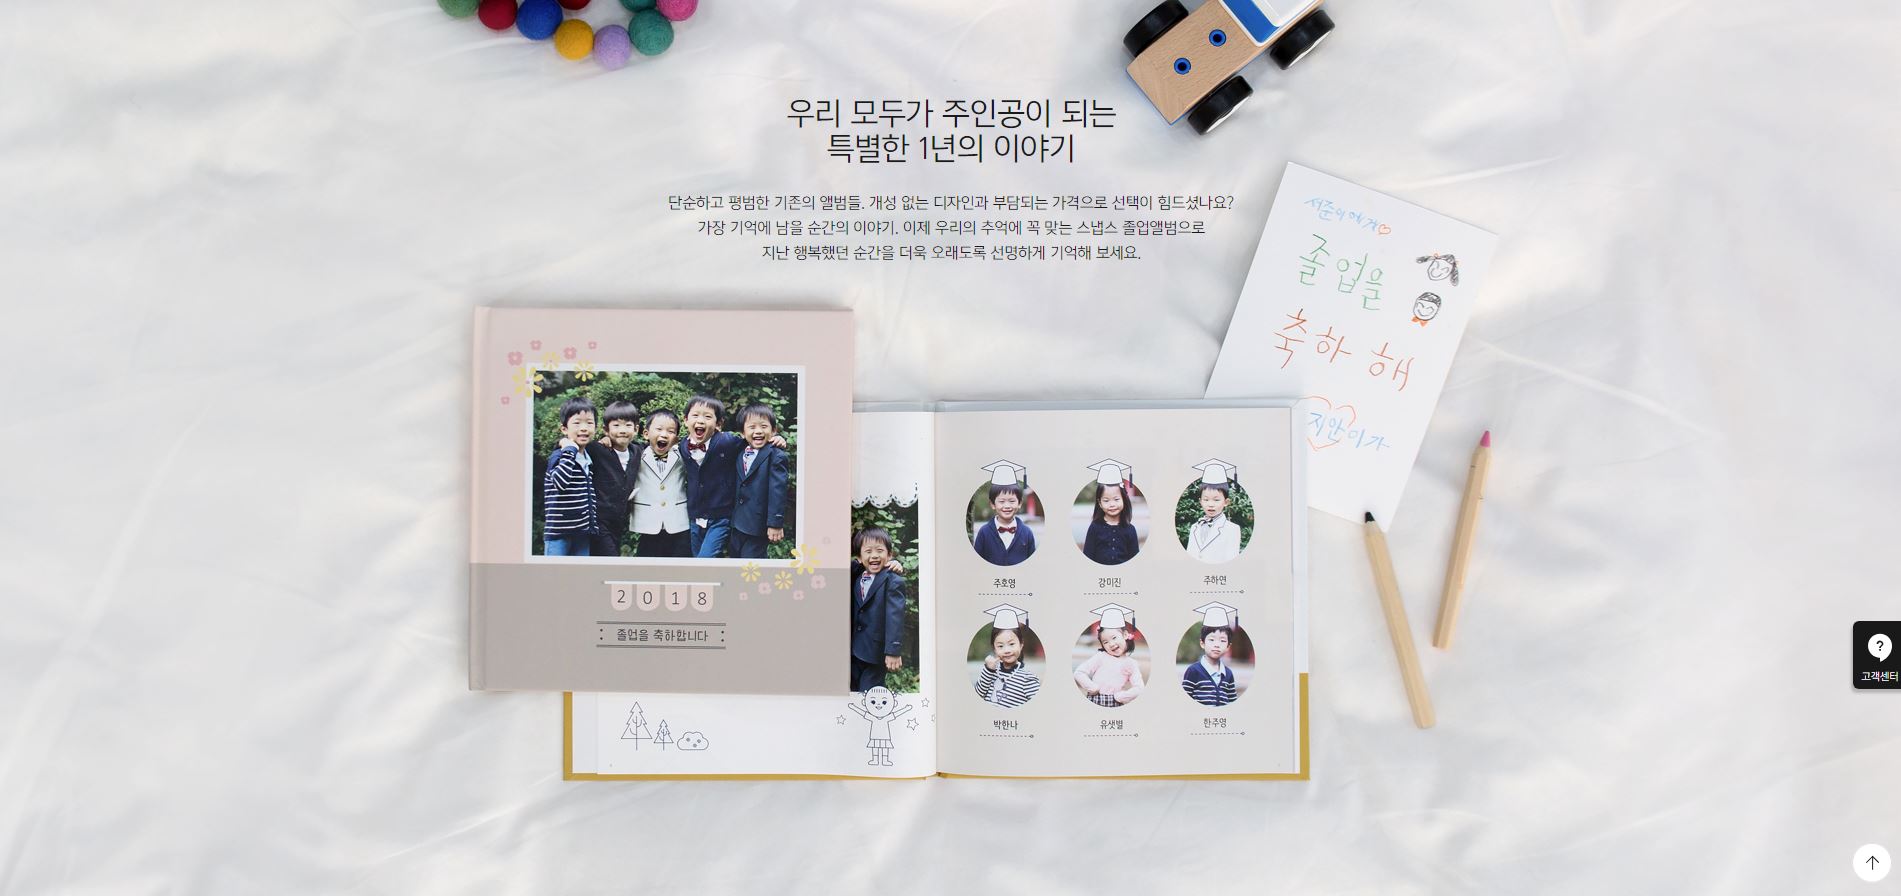 우리 모두가 주인공이 되는
특별한 1년의 이야기
단순하고 평범한 기존의 앨범들. 개성 없는 디자인과 부담되는 가격으로 선택이 힘드셨나요?
가장 기억에 남을 순간의 이야기. 이제 우리의 추억에 꼭 맞는 스냅스 졸업앨범으로
지난 행복했던 순간을 더욱 오래도록 선명하게 기억해 보세요.
서준이에게
졸업을
축하해
지안이가
2018
졸업을 축하합니다
주호영
강미진
주하연
박한나
유샛별
한주영
고객센터